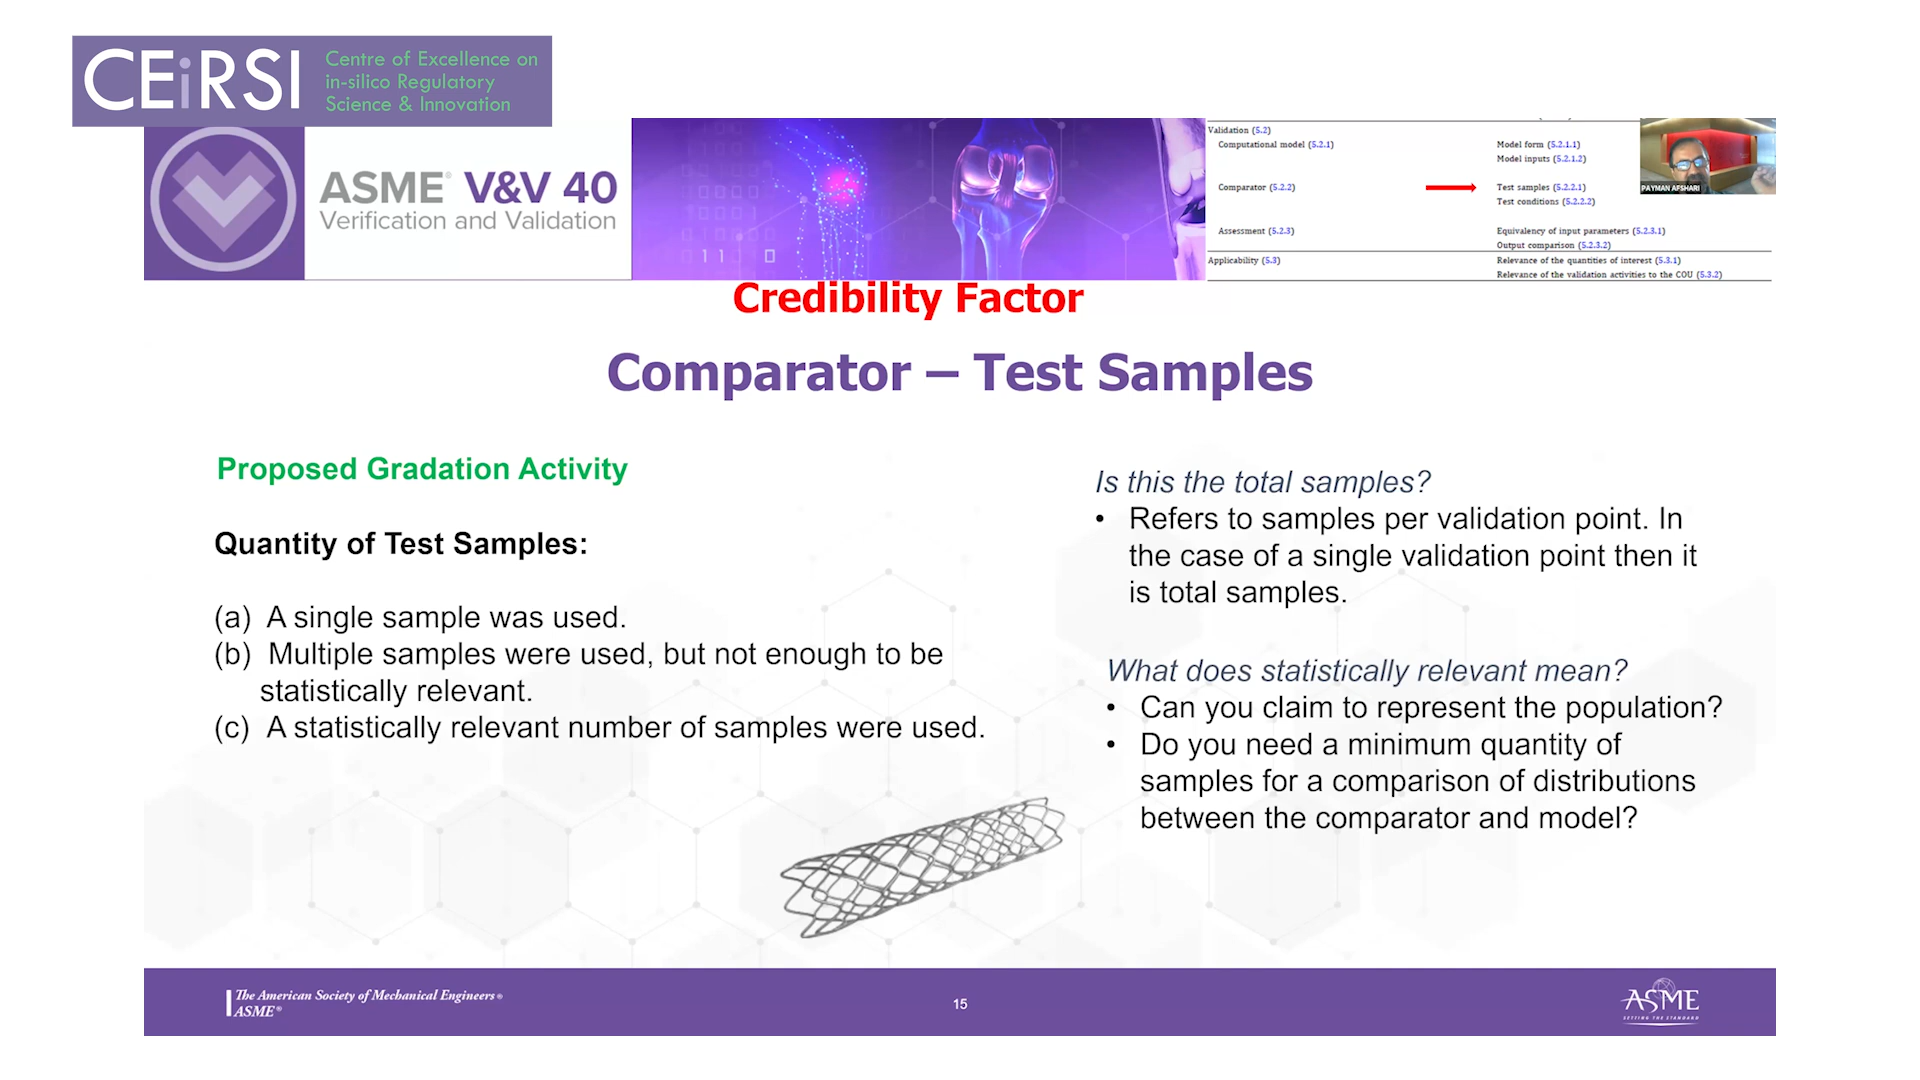 CEiRSI
Centre of Excellence on
in-silico Regulatory
Science & Innovation
ASME® V&V 40
Verification and Validation
Validation (5.2)
Computational model (5.2.1)
Model form (5.2.1.1)
Model inputs (5.2.1.2)
Comparator (5.2.2)
Test samples (5.2.2.1)
Test conditions (5.2.2.2)
Assessment (5.2.3)
Equivalency of input parameters (5.2.3.1)
Output comparison (5.2.3.2)
Applicability (5.3)
Relevance of the quantities of interest (5.3.1)
Relevance of the validation activities to the COU (5.3.2)
PAYMAN AFSHARI
Credibility Factor
Comparator – Test Samples
Proposed Gradation Activity
Quantity of Test Samples:
(a) A single sample was used.
(b) Multiple samples were used, but not enough to be
statistically relevant.
(c) A statistically relevant number of samples were used.
Is this the total samples?
• Refers to samples per validation point. In
the case of a single validation point then it
is total samples.
What does statistically relevant mean?
• Can you claim to represent the population?
• Do you need a minimum quantity of
samples for a comparison of distributions
between the comparator and model?
The American Society of Mechanical Engineers®
ASME®
15
ASME
SETTING THE STANDARD